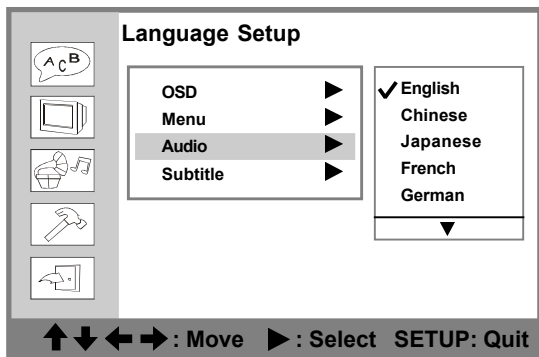 Language Setup
A C B
OSD ▶
Menu ▶
Audio ▶
Subtitle ▶
✓ English
Chinese
Japanese
French
German
▼
↑ ↓ ← → : Move ▶ : Select SETUP: Quit